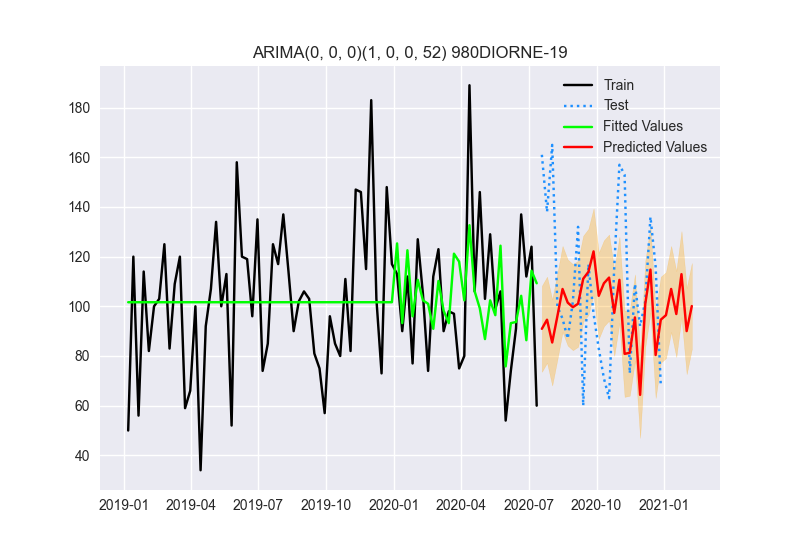 ARIMA(0, 0, 0)(1, 0, 0, 52) 980DIORNE-19
Train
Test
Fitted Values
Predicted Values
180
160
140
120
100
80
60
40
2019-01 2019-04 2019-07 2019-10 2020-01 2020-04 2020-07 2020-10 2021-01